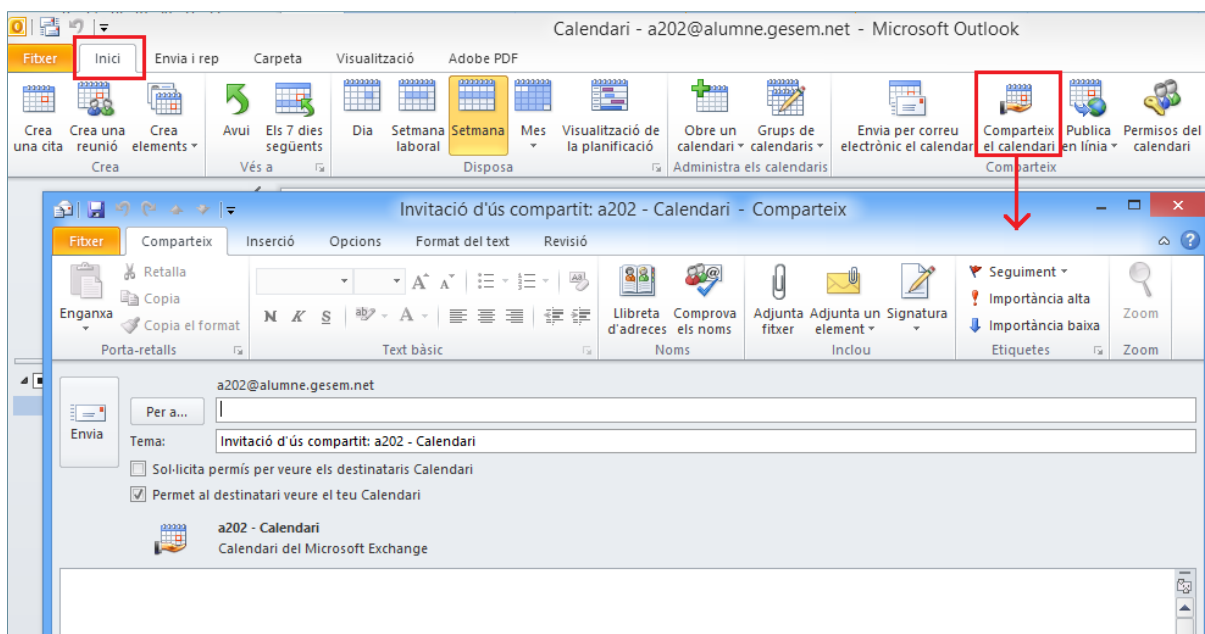 Calendari - a202@alumne.gesem.net - Microsoft Outlook
Fitxer Inici Envia i rep Carpeta Visualització Adobe PDF
Crea una cita
Crea una reunió
Crea elements
Avui
Els 7 dies següents
Dia
Setmana laboral
Setmana
Mes
Visualització de la planificació
Obre un calendari
Grups de calendaris
Envia per correu electrònic el calendar
Comparteix el calendari
Publica en línia
Permisos del calendari
Crea Vés a Disposa Administra els calendaris Comparteix
Invitació d'ús compartit: a202 - Calendari - Comparteix
Fitxer Comparteix Inserció Opcions Format del text Revisió
Enganxa
Retalla
Copia
Copia el format
N K S
Llibreta d'adreces
Comprova els noms
Adjunta fitxer
Adjunta un element
Signatura
Seguiment
Importància alta
Importància baixa
Zoom
Porta-retalls Text bàsic Noms Inclou Etiquetes Zoom
a202@alumne.gesem.net
Envia
Per a...
Tema: Invitació d'ús compartit: a202 - Calendari
Sol·licita permís per veure els destinataris Calendari
Permet al destinatari veure el teu Calendari
a202 - Calendari
Calendari del Microsoft Exchange